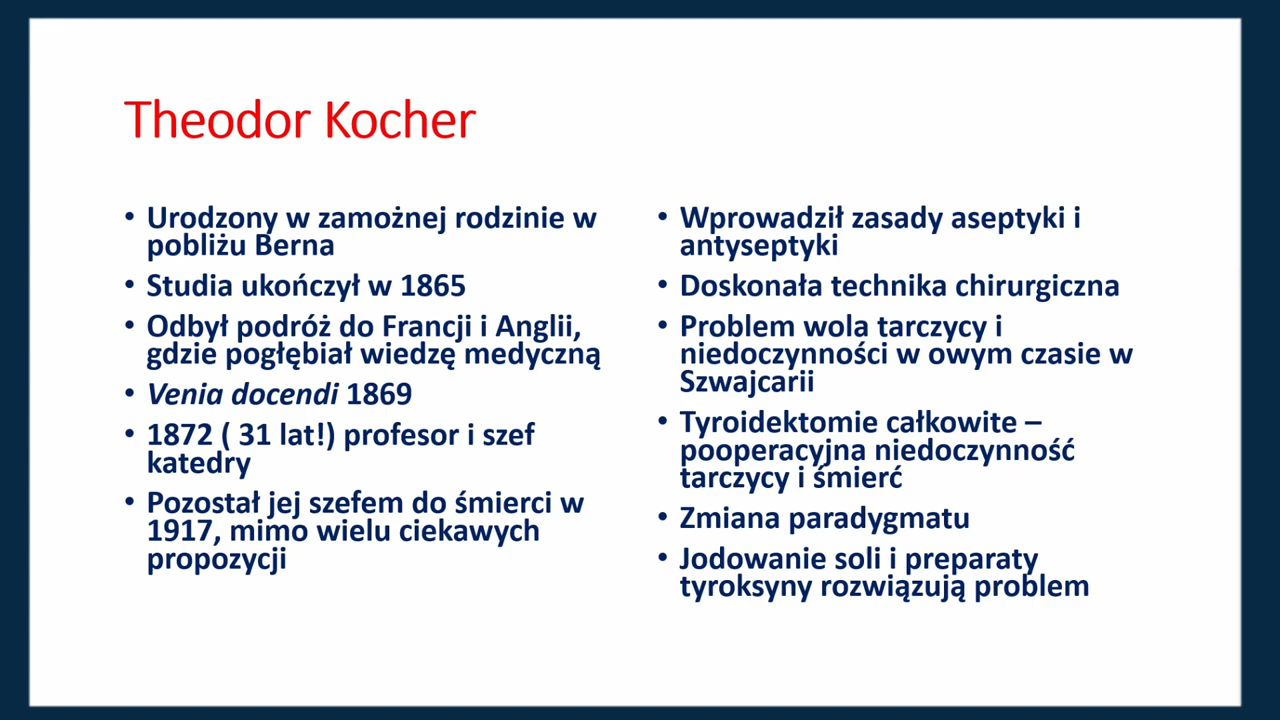 Theodor Kocher
• Urodzony w zamożnej rodzinie w
pobliżu Berna
• Studia ukończył w 1865
• Odbył podróż do Francji i Anglii,
gdzie pogłębiał wiedzę medyczną
• Venia docendi 1869
• 1872 ( 31 lat!) profesor i szef
katedry
• Pozostał jej szefem do śmierci w
1917, mimo wielu ciekawych
propozycji
• Wprowadził zasady aseptyki i
antyseptyki
• Doskonała technika chirurgiczna
• Problem wola tarczycy i
niedoczynności w owym czasie w
Szwajcarii
• Tyroidektomie całkowite –
pooperacyjna niedoczynność
tarczycy i śmierć
• Zmiana paradygmatu
• Jodowanie soli i preparaty
tyroksyny rozwiązują problem